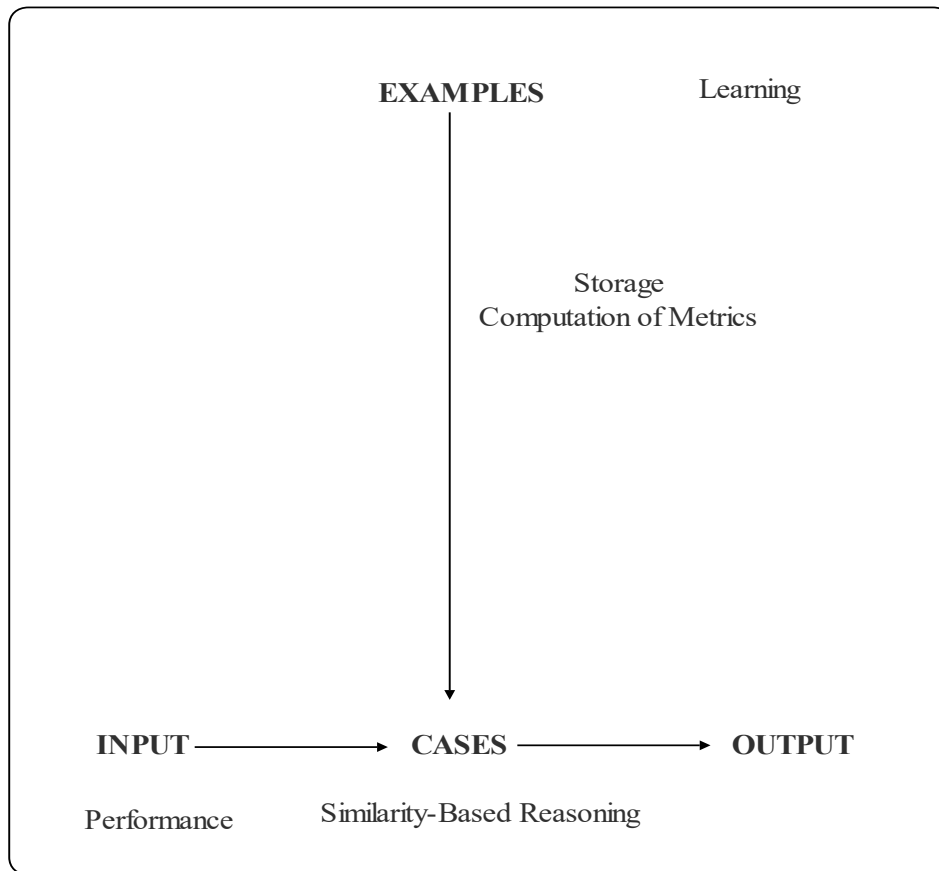 EXAMPLES
Learning
Storage
Computation of Metrics
INPUT
CASES
OUTPUT
Performance
Similarity-Based Reasoning